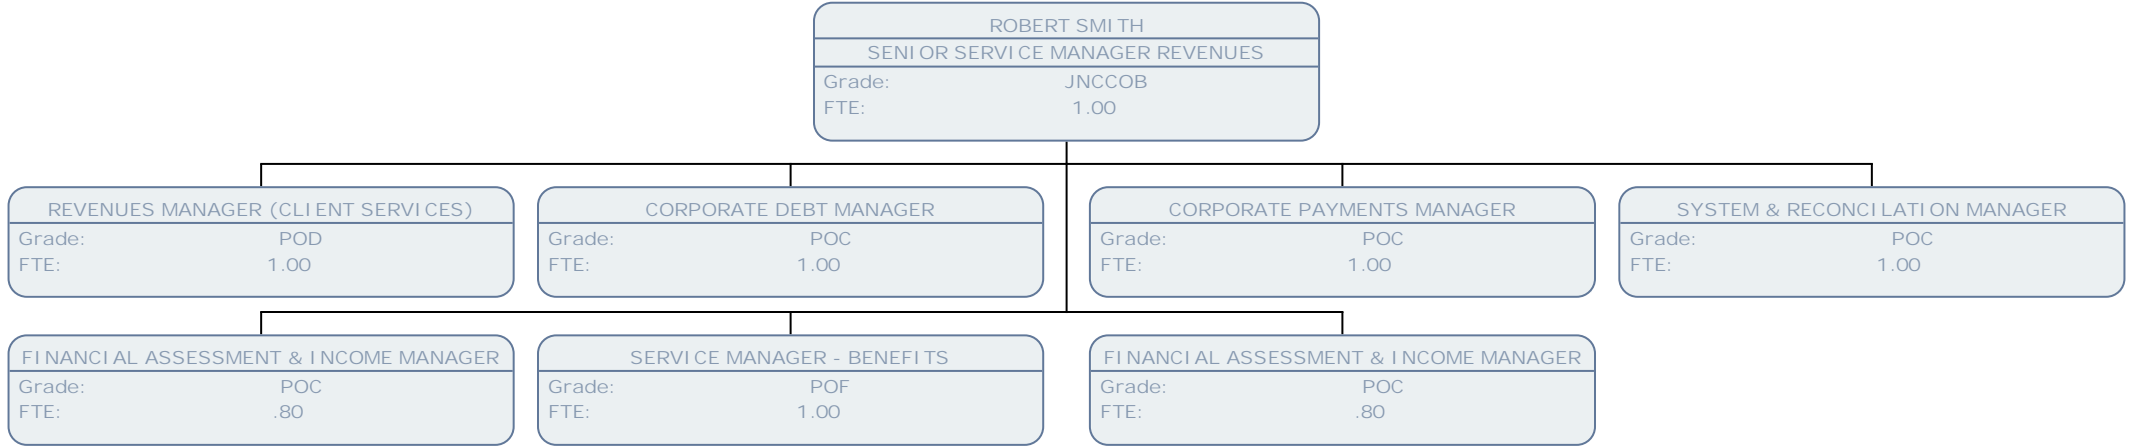 ROBERT SMITH
SENIOR SERVICE MANAGER REVENUES
Grade: JNCCOB
FTE: 1.00
REVENUES MANAGER (CLIENT SERVICES)
Grade: POD
FTE: 1.00
CORPORATE DEBT MANAGER
Grade: POC
FTE: 1.00
CORPORATE PAYMENTS MANAGER
Grade: POC
FTE: 1.00
SYSTEM & RECONCILATION MANAGER
Grade: POC
FTE: 1.00
FINANCIAL ASSESSMENT & INCOME MANAGER
Grade: POC
FTE: .80
SERVICE MANAGER - BENEFITS
Grade: POF
FTE: 1.00
FINANCIAL ASSESSMENT & INCOME MANAGER
Grade: POC
FTE: .80